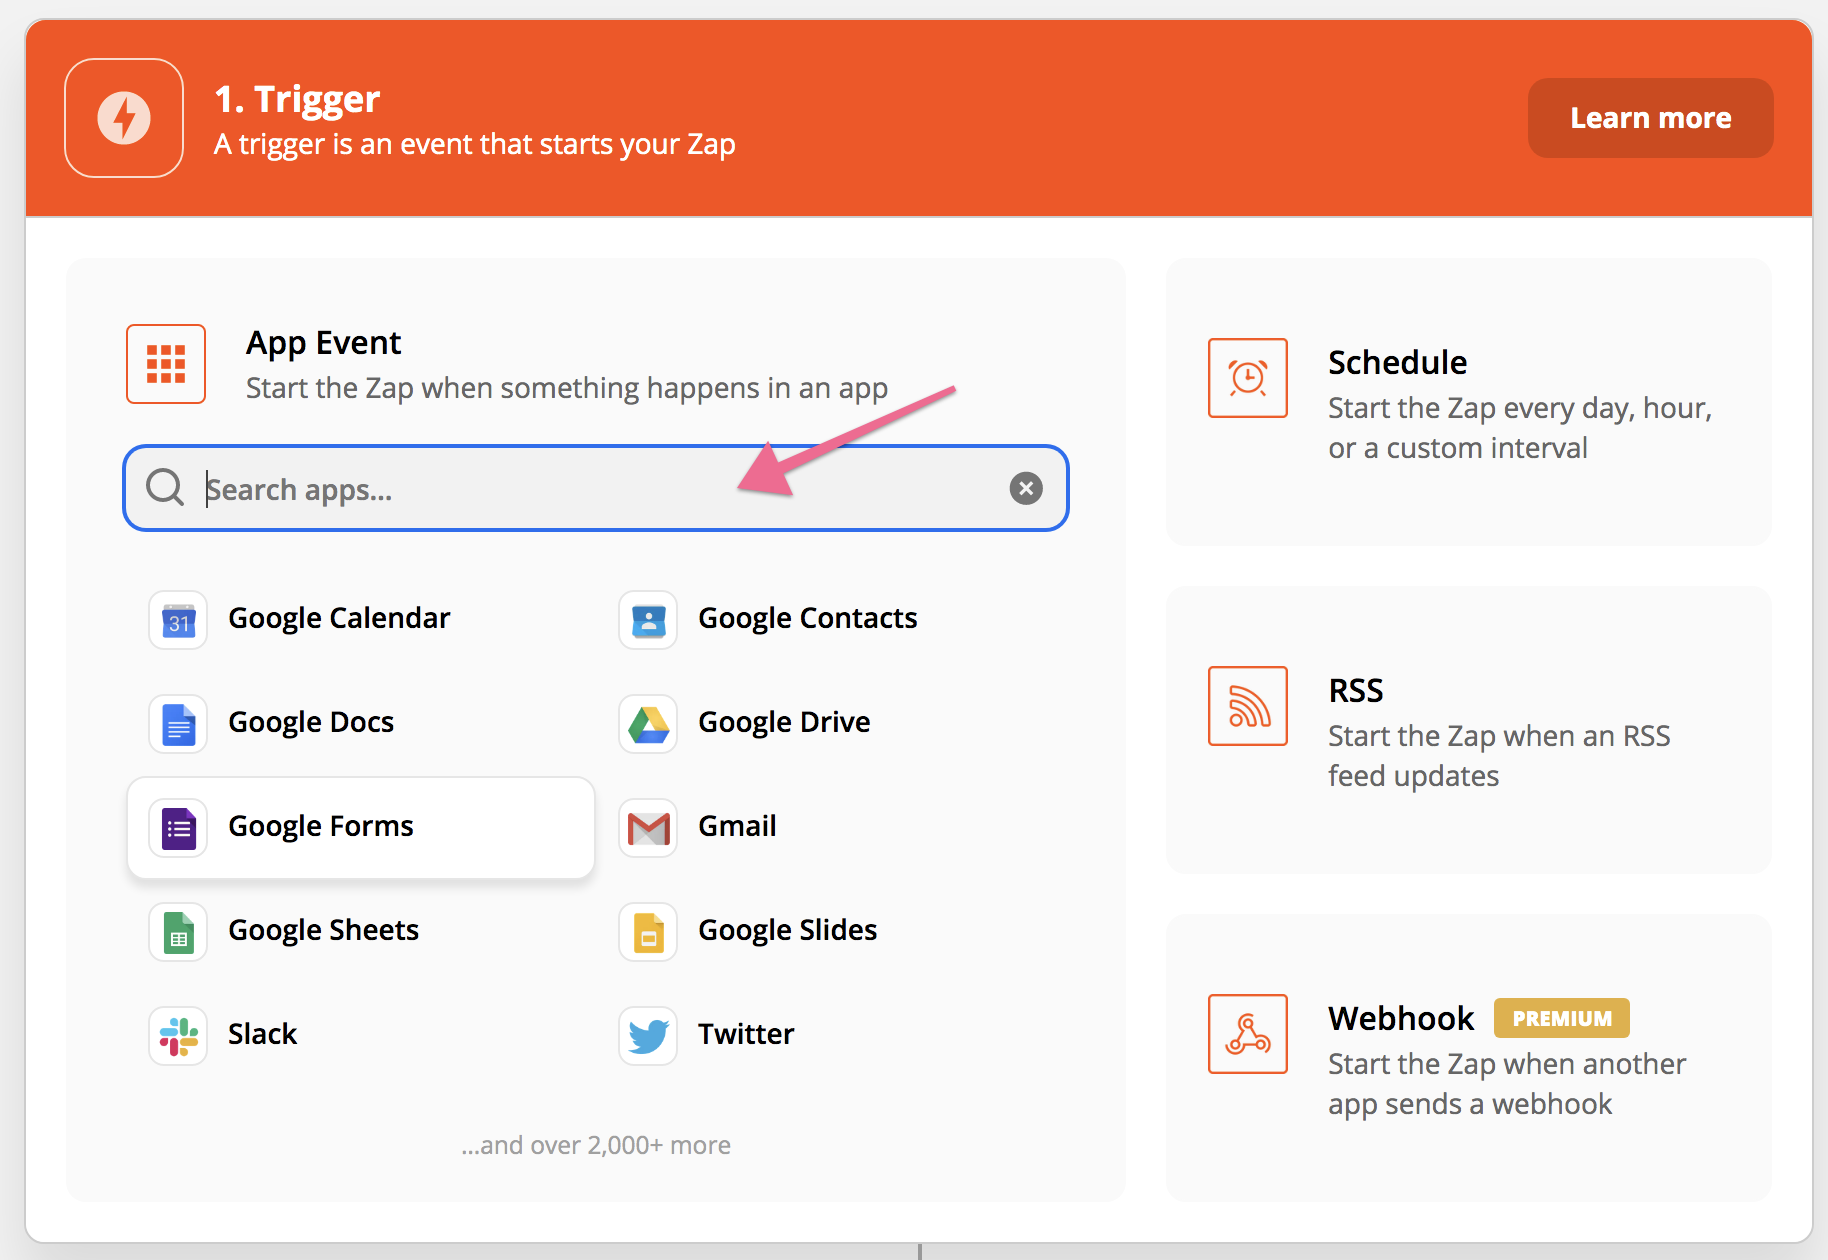 1. Trigger
A trigger is an event that starts your Zap
Learn more
App Event
Start the Zap when something happens in an app
Search apps...
31
Google Calendar
Google Contacts
Google Docs
Google Drive
Google Forms
Gmail
Google Sheets
Google Slides
Slack
Twitter
...and over 2,000+ more
Schedule
Start the Zap every day, hour,
or a custom interval
RSS
Start the Zap when an RSS
feed updates
Webhook PREMIUM
Start the Zap when another
app sends a webhook